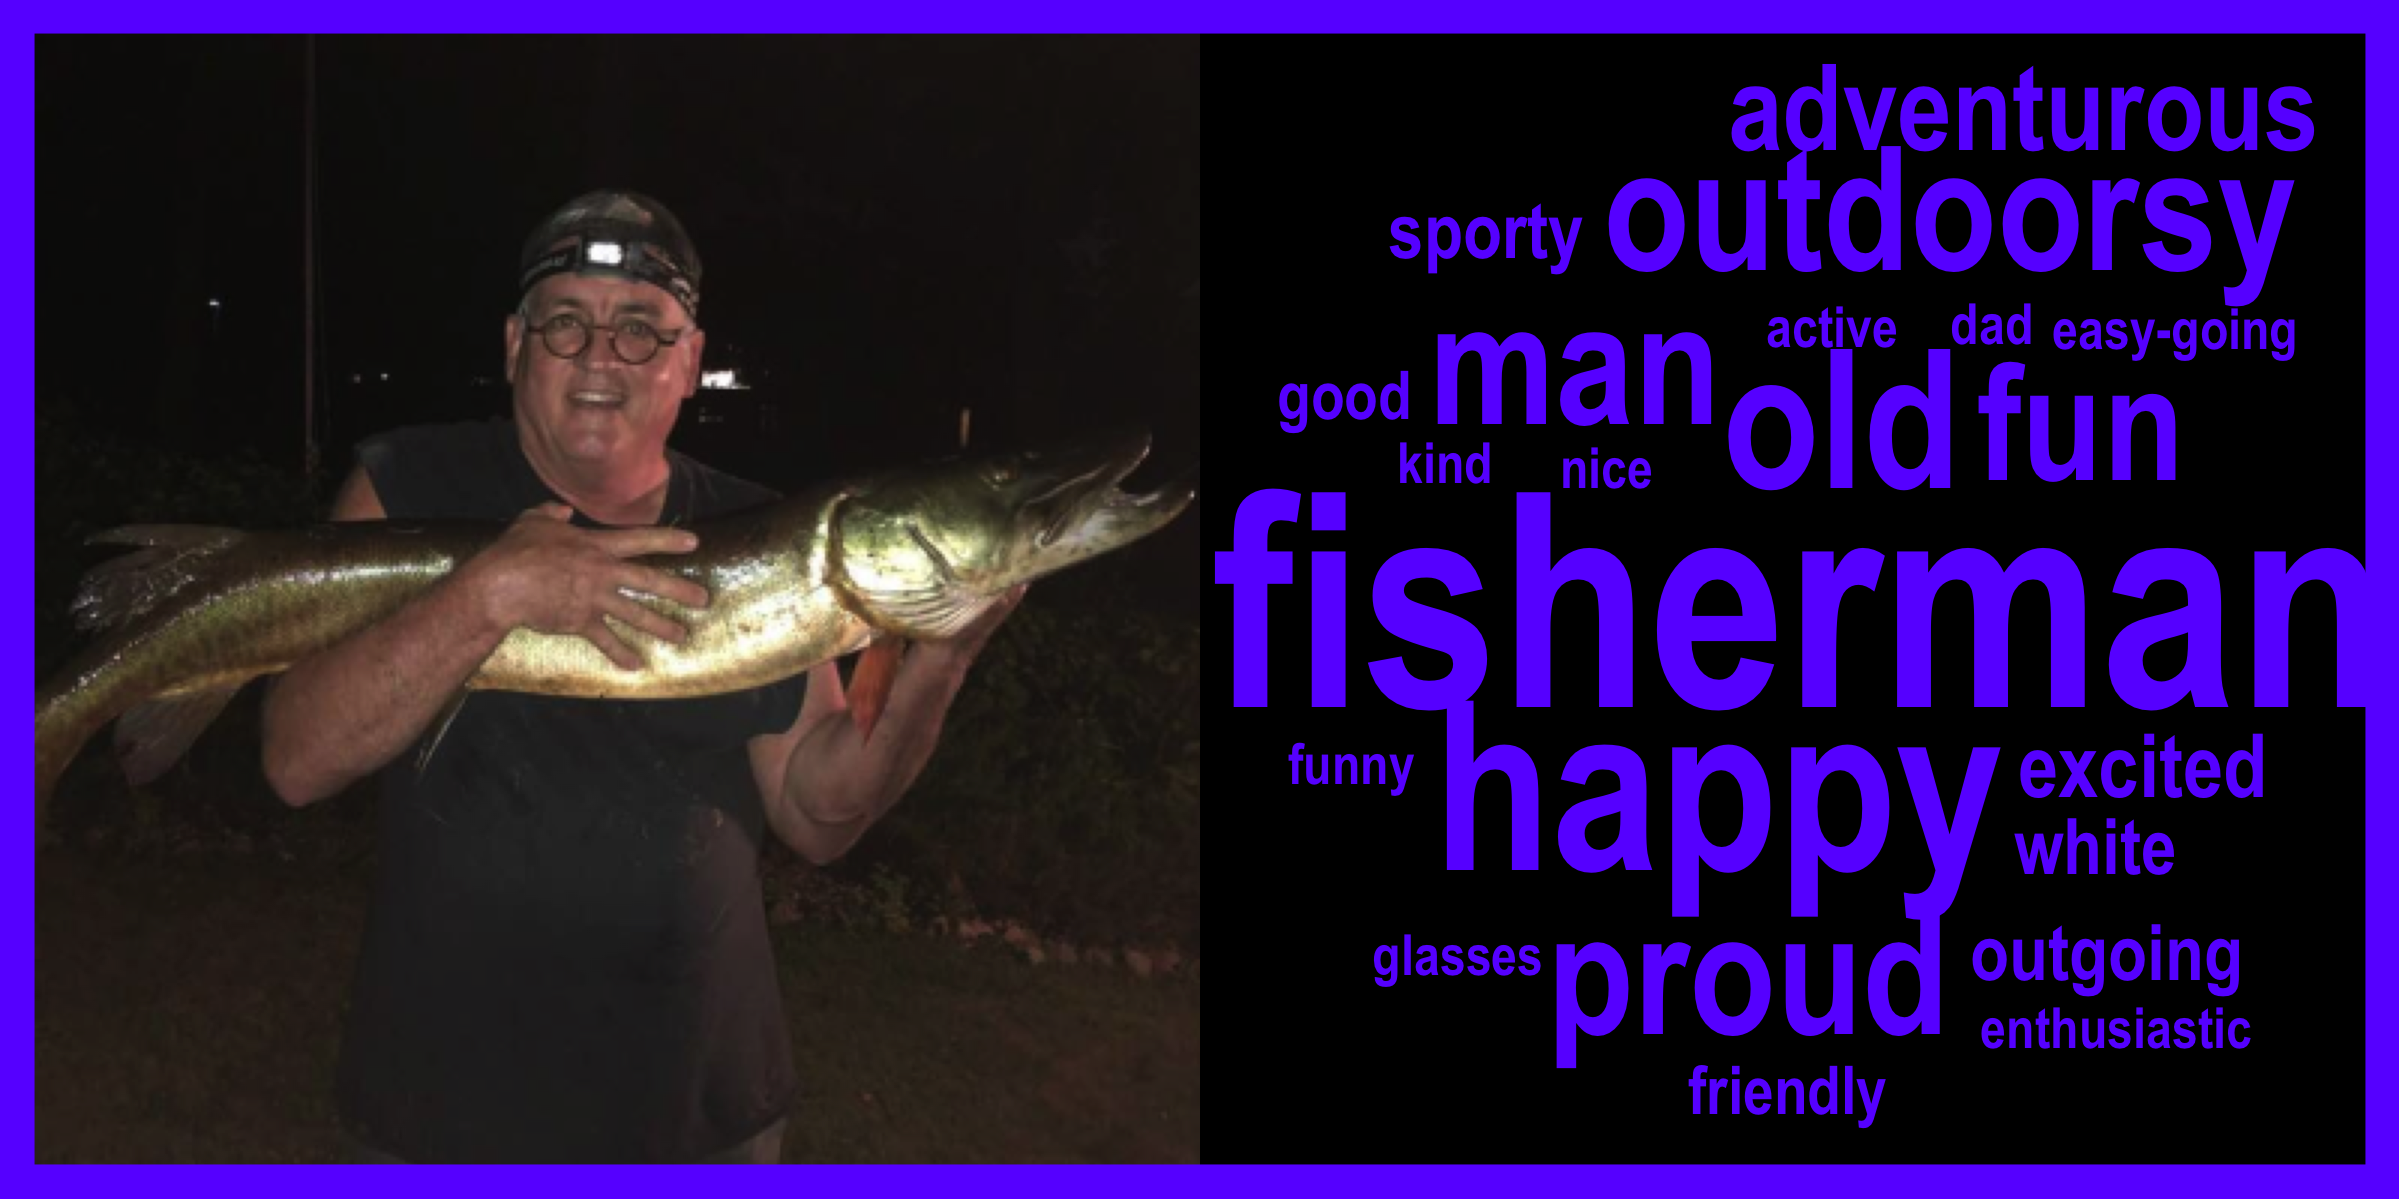 adventurous
sporty outdoorsy
active dad easy-going
good man old fun
kind nice
fisherman
funny happy excited
white
glasses proud outgoing
enthusiastic
friendly